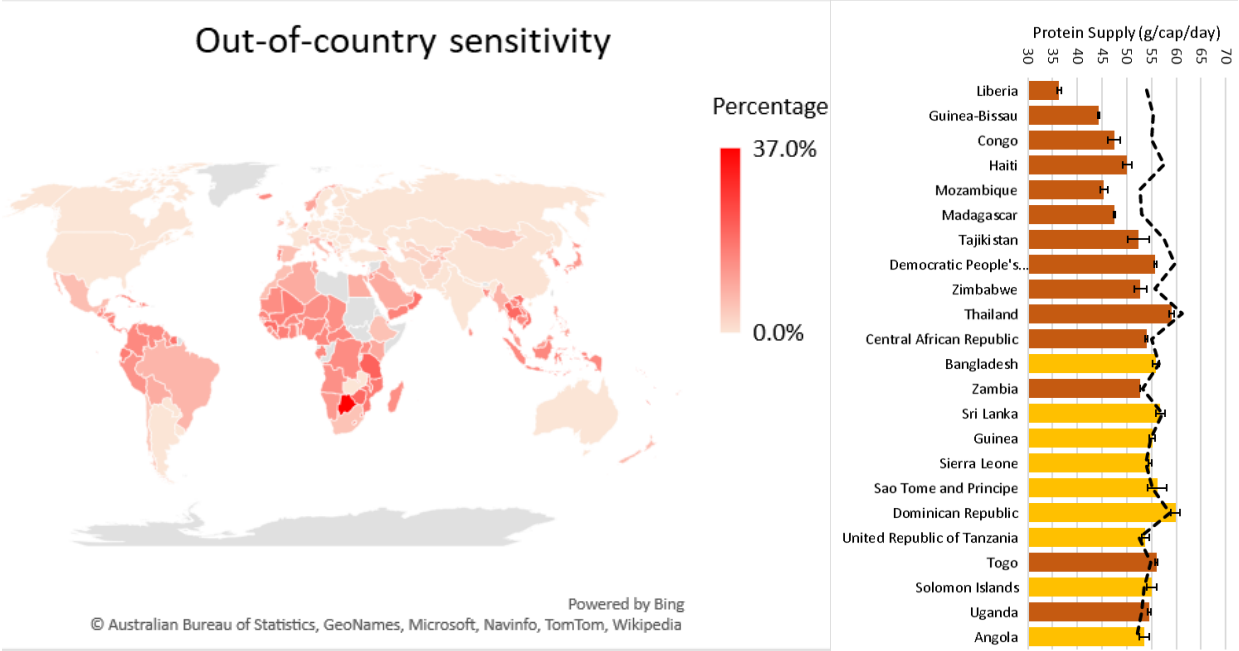 Out-of-country sensitivity
Percentage
37.0%
0.0%
Powered by Bing
© Australian Bureau of Statistics, GeoNames, Microsoft, Navinfo, TomTom, Wikipedia
Protein Supply (g/cap/day)
30 35 40 45 50 55 60 65 70
Liberia
Guinea-Bissau
Congo
Haiti
Mozambique
Madagascar
Tajikistan
Democratic People's...
Zimbabwe
Thailand
Central African Republic
Bangladesh
Zambia
Sri Lanka
Guinea
Sierra Leone
Sao Tome and Principe
Dominican Republic
United Republic of Tanzania
Togo
Solomon Islands
Uganda
Angola